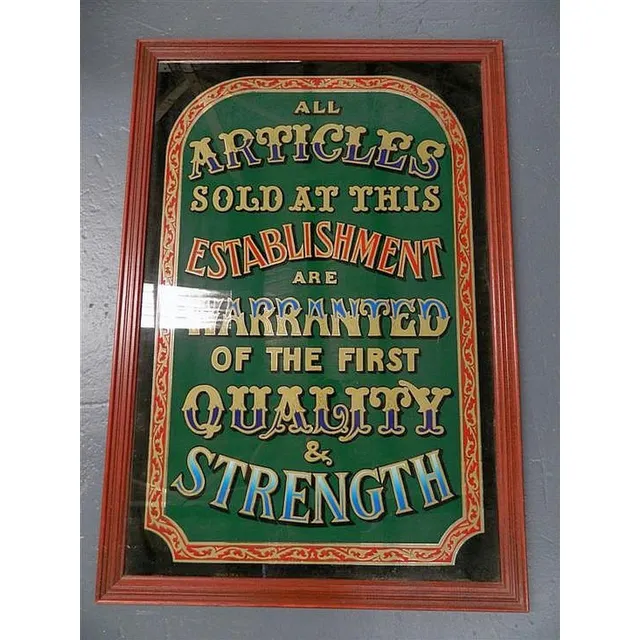 ALL
ARTICLES
SOLD AT THIS
ESTABLISHMENT
ARE
WARRANTED
OF THE FIRST
QUALITY
&
STRENGTH